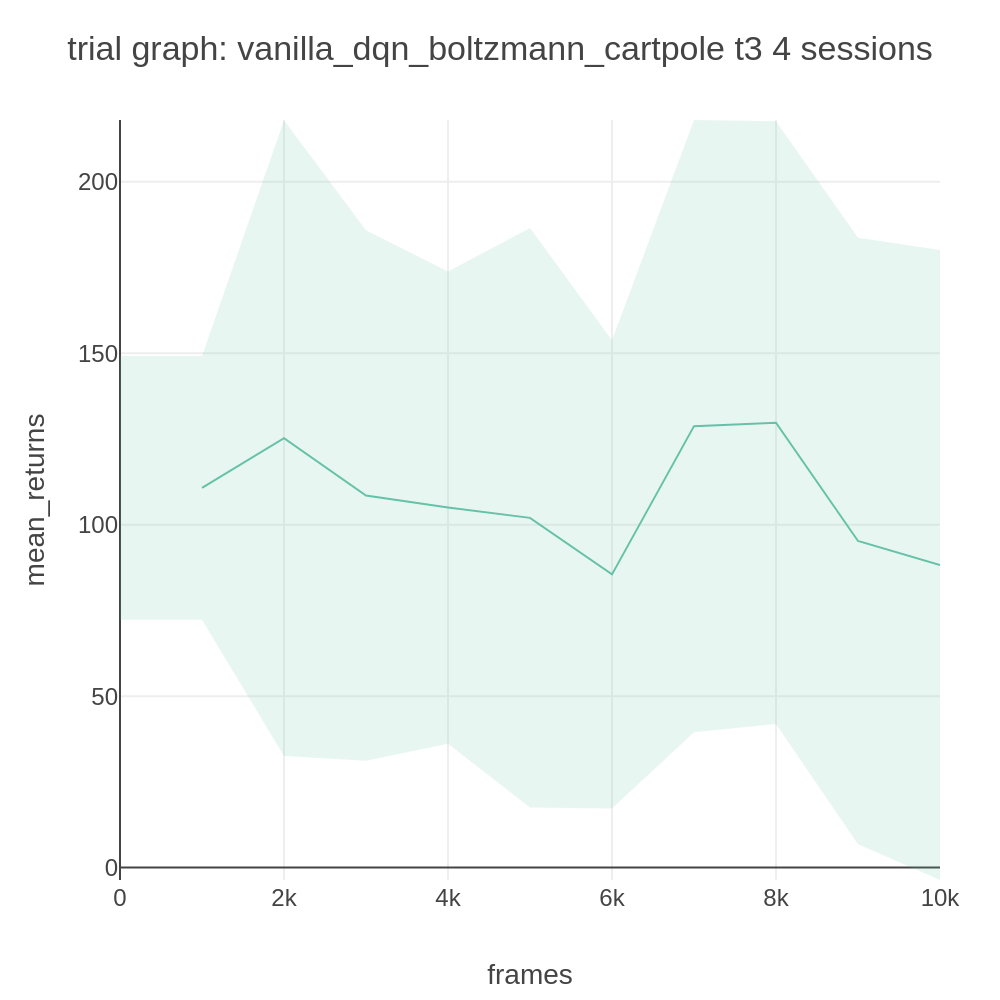 trial graph: vanilla_dqn_boltzmann_cartpole t3 4 sessions
mean_returns
200
150
100
50
0
0 2k 4k 6k 8k 10k
frames